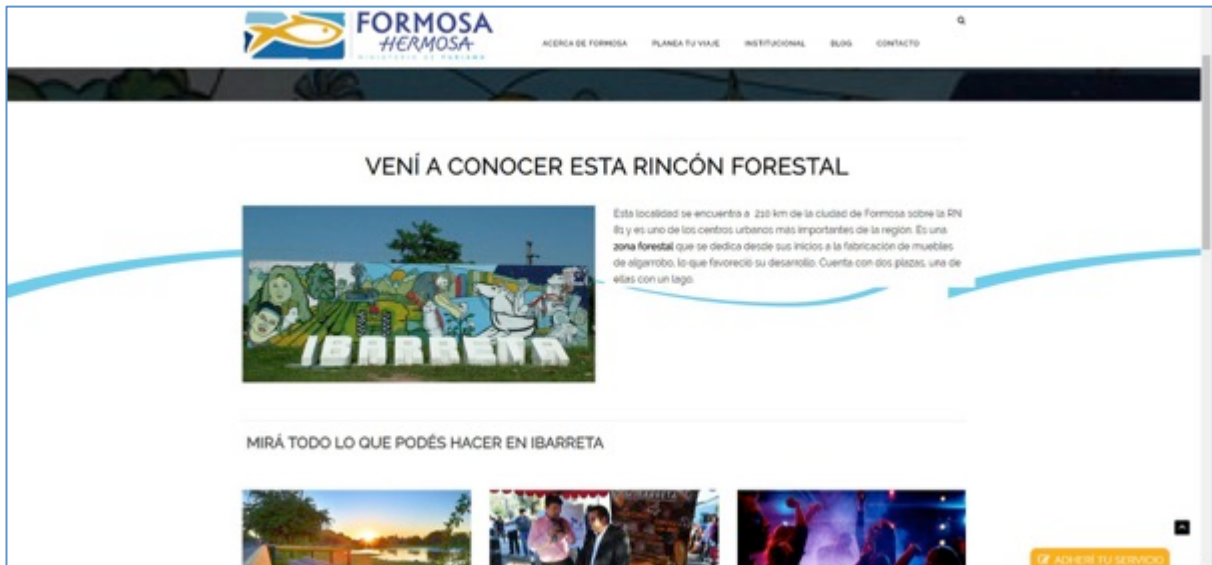 FORMOSA
HERMOSA
MINISTERIO DE TURISMO
ACERCA DE FORMOSA PLANEA TU VIAJE INSTITUCIONAL BLOG CONTACTO
VENÍ A CONOCER ESTA RINCÓN FORESTAL
Esta localidad se encuentra a 210 km de la ciudad de Formosa sobre la RN
81 y es uno de los centros urbanos más importantes de la región. Es una
zona forestal que se dedica desde sus inicios a la fabricación de muebles
de algarrobo, lo que favoreció su desarrollo. Cuenta con dos plazas, una de
ellas con un lago.
IBARRETA
MIRÁ TODO LO QUE PODÉS HACER EN IBARRETA
IBARRETA
ADHERÍ TU SERVICIO